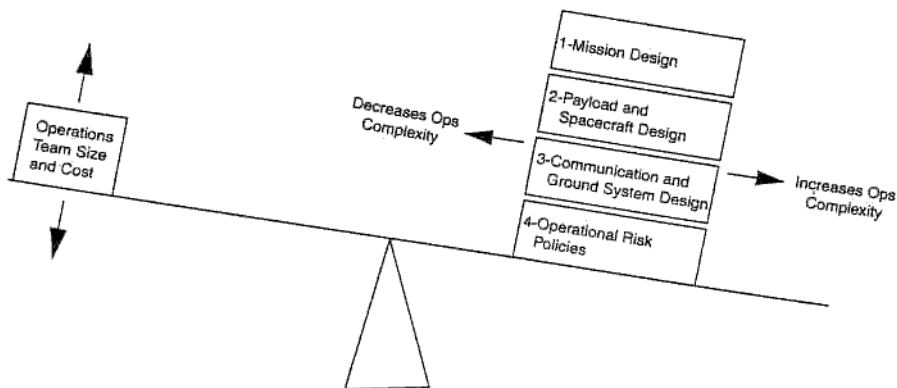 Operations
Team Size
and Cost
Decreases Ops
Complexity
1-Mission Design
2-Payload and
Spacecraft Design
3-Communication and
Ground System Design
4-Operational Risk
Policies
Increases Ops
Complexity